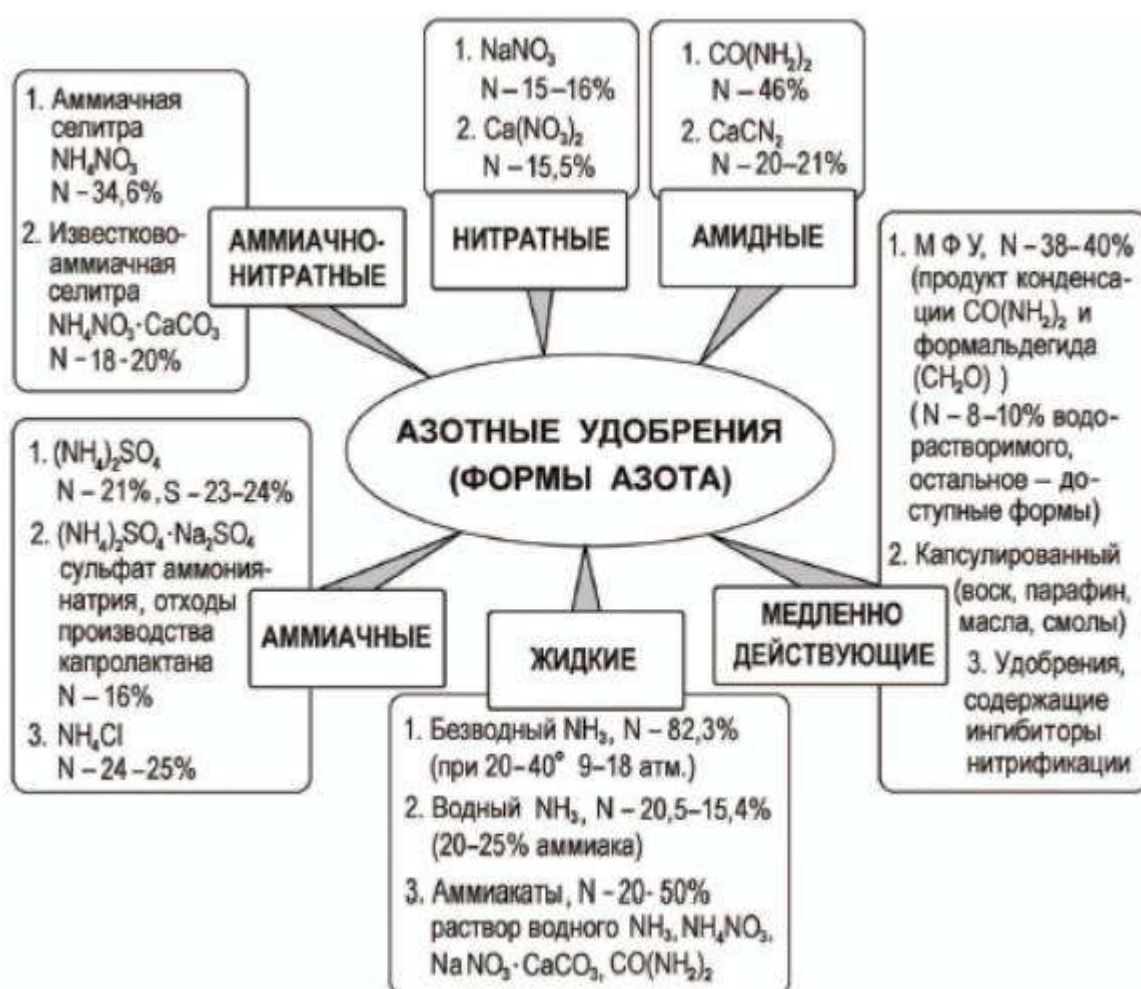 1. Аммиачная
селитра
NH₄NO₃
N – 34,6%
2. Известково-
аммиачная
селитра
NH₄NO₃·CaCO₃
N – 18 -20%
АММИАЧНО-
НИТРАТНЫЕ
1. NaNO₃
N – 15–16%
2. Ca(NO₃)₂
N – 15,5%
НИТРАТНЫЕ
1. CO(NH₂)₂
N – 46%
2. CaCN₂
N – 20–21%
АМИДНЫЕ
АЗОТНЫЕ УДОБРЕНИЯ
(ФОРМЫ АЗОТА)
1. (NH₄)₂SO₄
N – 21%, S – 23–24%
2. (NH₄)₂SO₄·Na₂SO₄
сульфат аммония-
натрия, отходы
производства
капролактана
N – 16%
3. NH₄Cl
N – 24 –25%
АММИАЧНЫЕ
ЖИДКИЕ
1. Безводный NH₃, N – 82,3%
(при 20–40° 9–18 атм.)
2. Водный NH₃, N – 20,5–15,4%
(20–25% аммиака)
3. Аммиакаты, N – 20- 50%
раствор водного NH₃, NH₄NO₃,
NaNO₃·CaCO₃, CO(NH₂)₂
1. М Ф У, N – 38–40%
(продукт конденса-
ции CO(NH₂)₂ и
формальдегида
(CH₂O) )
( N – 8–10% водо-
растворимого,
остальное – до-
ступные формы)
2. Капсулированный
(воск, парафин,
масла, смолы)
3. Удобрения,
содержащие
ингибиторы
нитрификации
МЕДЛЕННО
ДЕЙСТВУЮЩИЕ